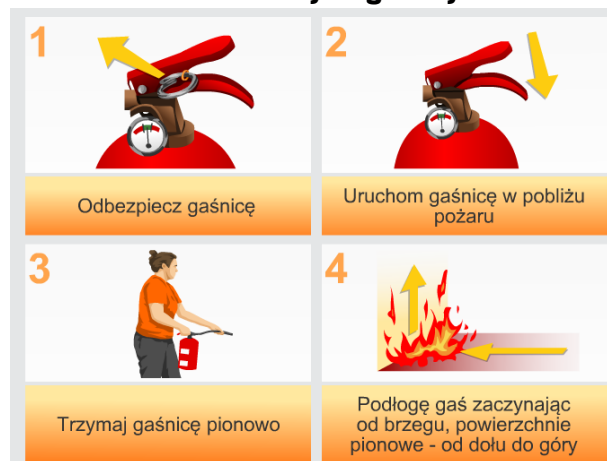 1
2
Odbezpiecz gaśnicę
Uruchom gaśnicę w pobliżu
pożaru
3
4
Trzymaj gaśnicę pionowo
Podłogę gaś zaczynając
od brzegu, powierzchnie
pionowe - od dołu do góry